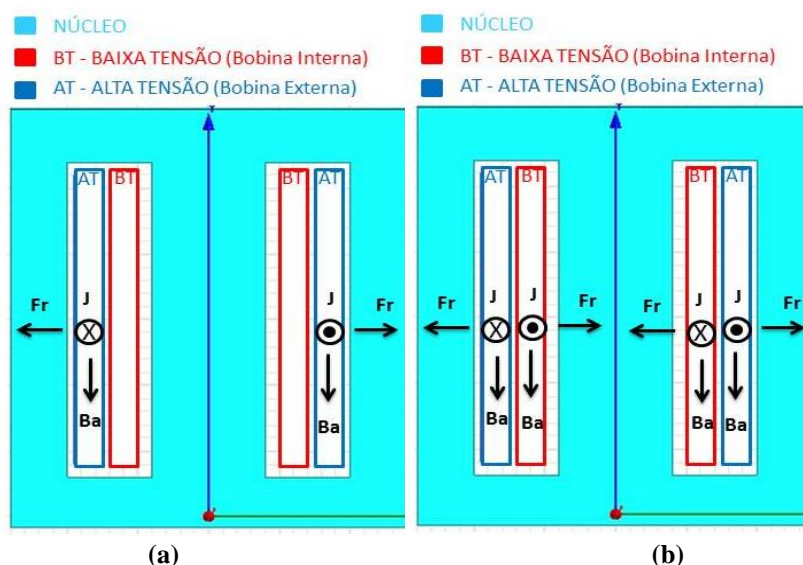 NÚCLEO
BT - BAIXA TENSÃO (Bobina Interna)
AT - ALTA TENSÃO (Bobina Externa)
AT BT BT AT
J J
Fr Fr
X
Ba Ba
(a)
NÚCLEO
BT - BAIXA TENSÃO (Bobina Interna)
AT - ALTA TENSÃO (Bobina Externa)
AT BT BT AT
J J J J
Fr Fr Fr Fr
X X
Ba Ba Ba Ba
(b)